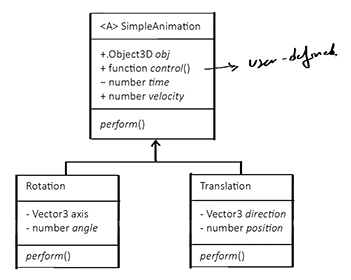 <A> SimpleAnimation
+.Object3D obj
+ function control()
user-defined.
– number time
+ number velocity
perform()
Rotation
- Vector3 axis
- number angle
perform()
Translation
- Vector3 direction
- number position
perform()